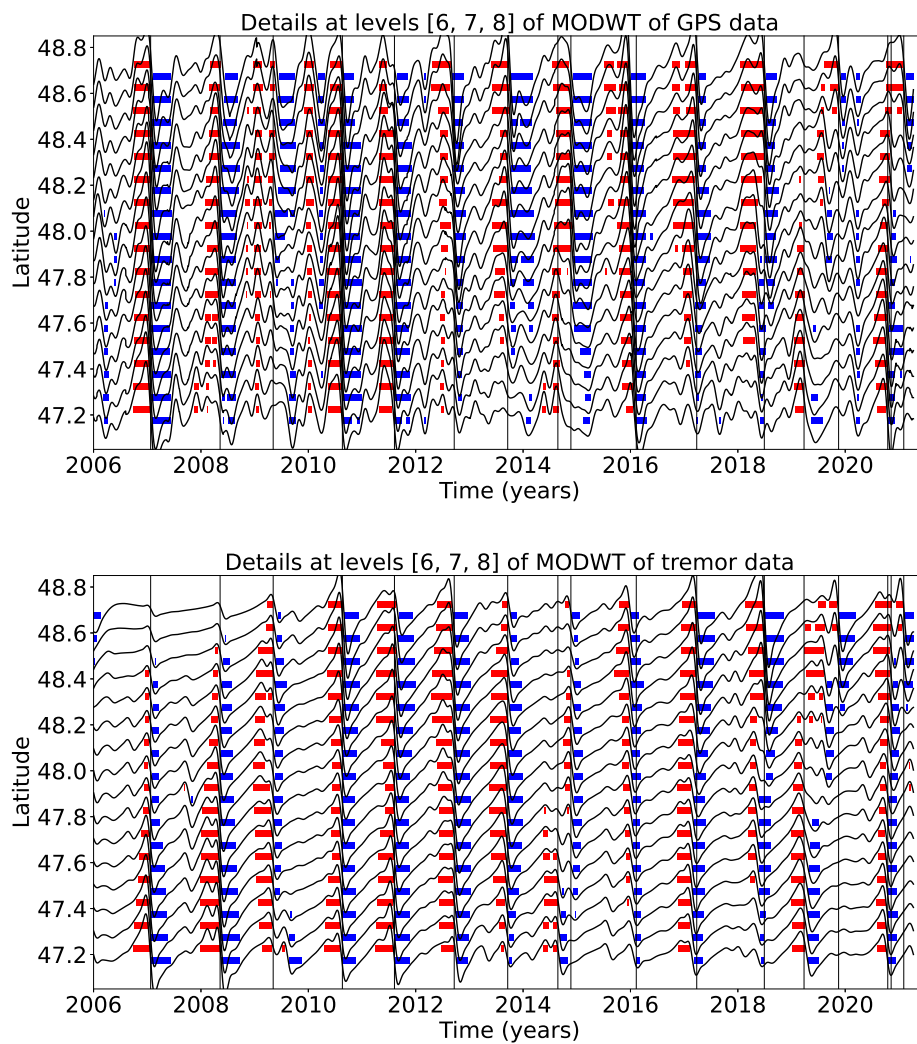 Details at levels [6, 7, 8] of MODWT of GPS data
48.8
48.6
48.4
48.2
48.0
47.8
47.6
47.4
47.2
Latitude
2006 2008 2010 2012 2014 2016 2018 2020
Time (years)
Details at levels [6, 7, 8] of MODWT of tremor data
48.8
48.6
48.4
48.2
48.0
47.8
47.6
47.4
47.2
Latitude
2006 2008 2010 2012 2014 2016 2018 2020
Time (years)